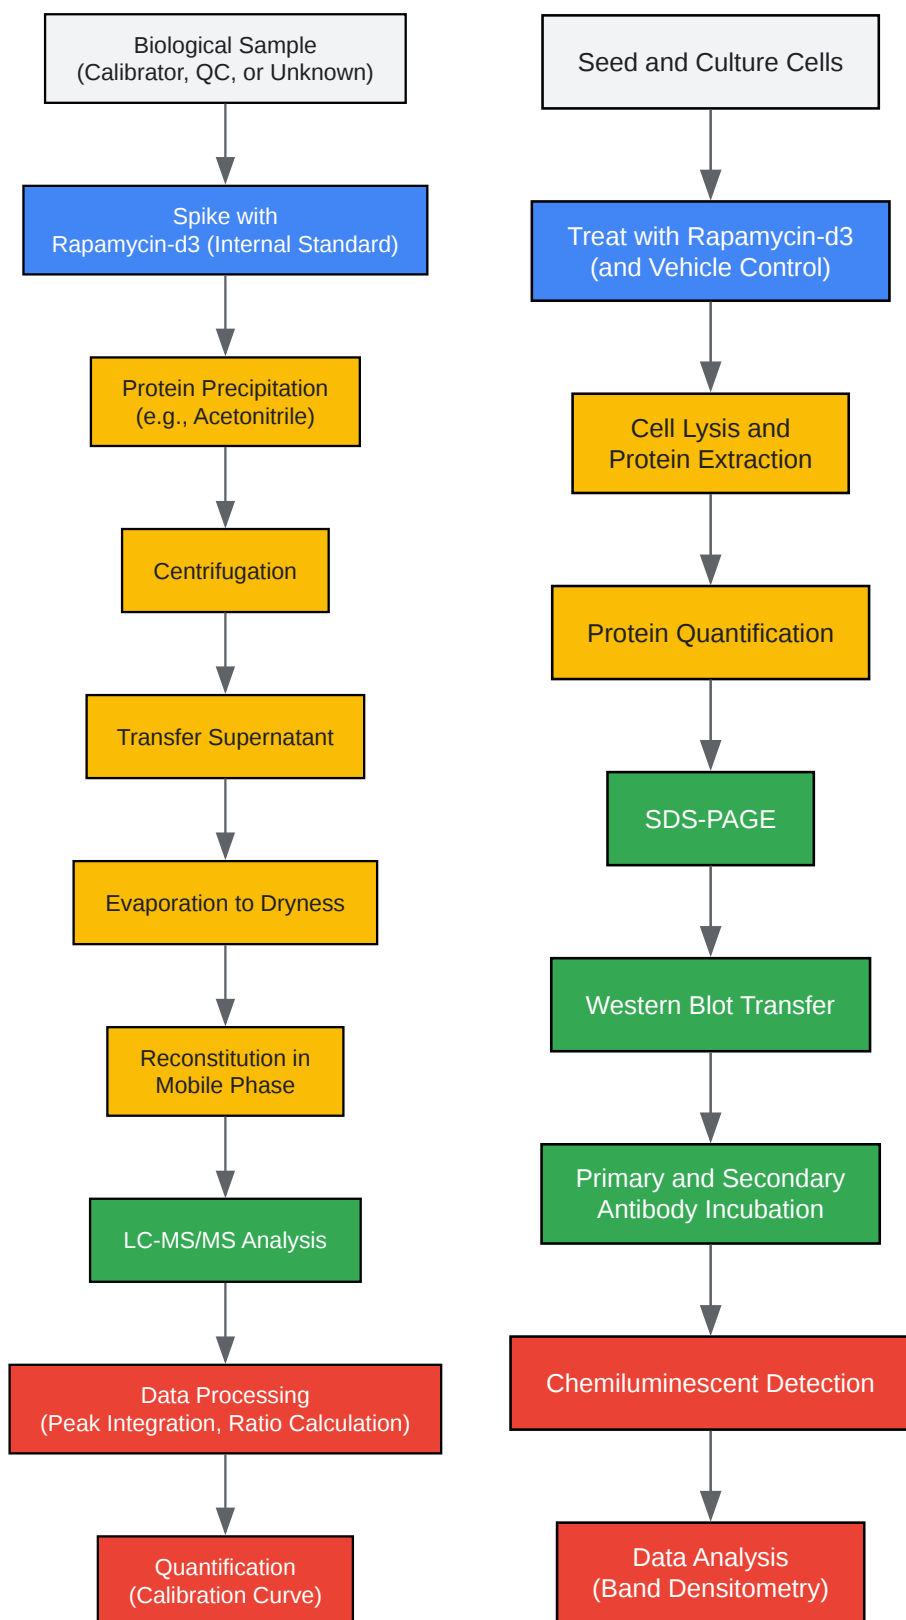 Biological Sample
(Calibrator, QC, or Unknown)
Spike with
Rapamycin-d3 (Internal Standard)
Protein Precipitation
(e.g., Acetonitrile)
Centrifugation
Transfer Supernatant
Evaporation to Dryness
Reconstitution in
Mobile Phase
LC-MS/MS Analysis
Data Processing
(Peak Integration, Ratio Calculation)
Quantification
(Calibration Curve)
Seed and Culture Cells
Treat with Rapamycin-d3
(and Vehicle Control)
Cell Lysis and
Protein Extraction
Protein Quantification
SDS-PAGE
Western Blot Transfer
Primary and Secondary
Antibody Incubation
Chemiluminescent Detection
Data Analysis
(Band Densitometry)